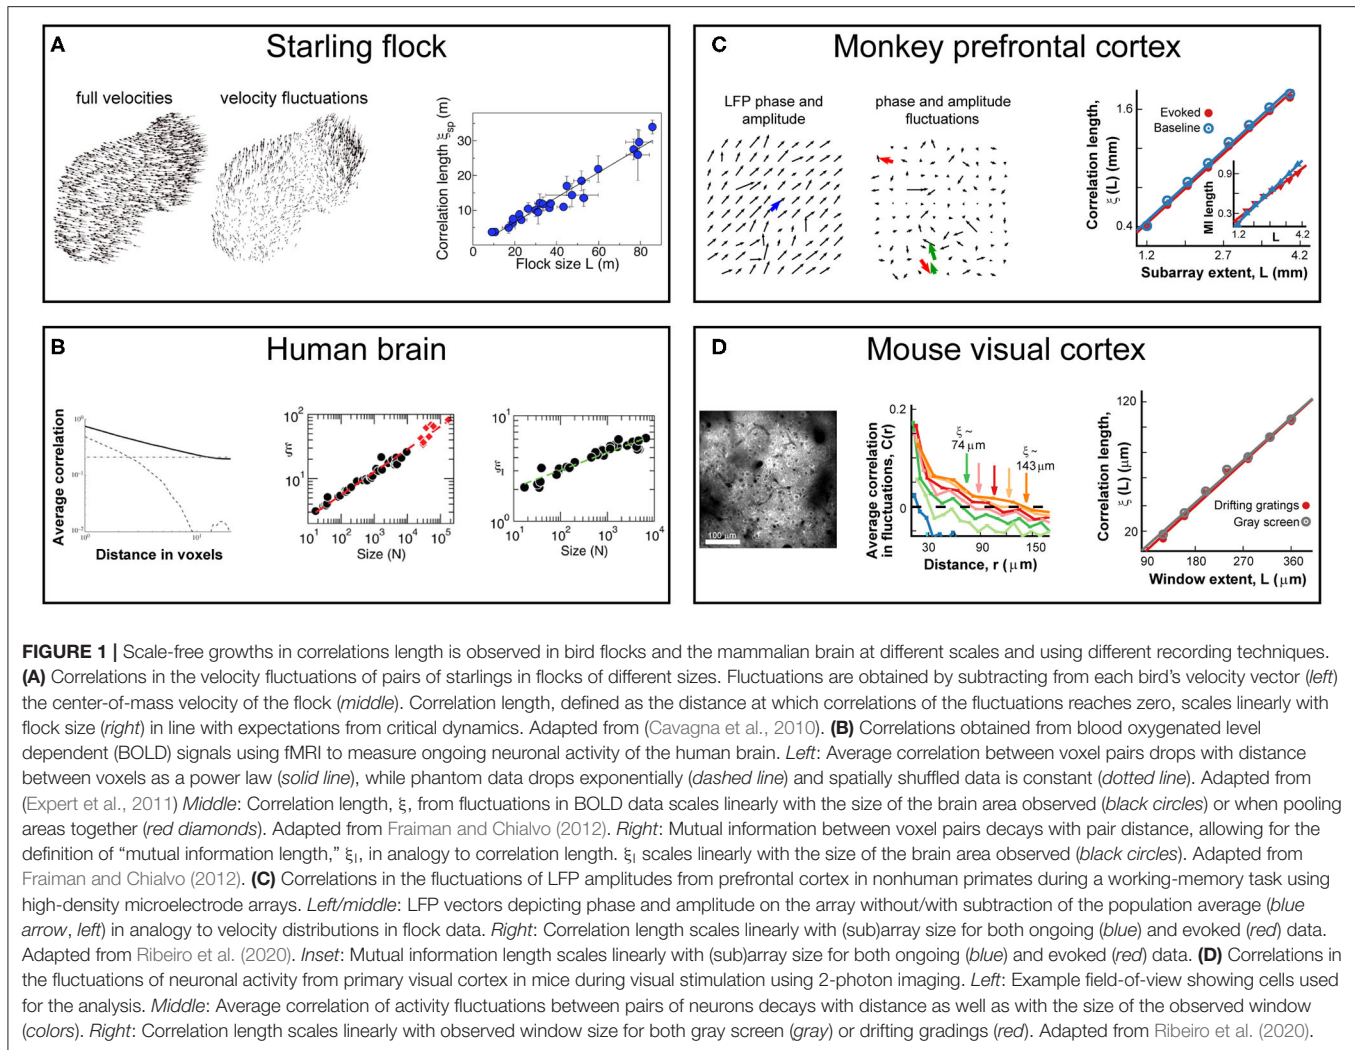 A
Starling flock
full velocities
velocity fluctuations
Correlation length ξsp (m)
40
30
20
10
0
20
40
60
80
Flock size L (m)
C
Monkey prefrontal cortex
LFP phase and
amplitude
phase and amplitude
fluctuations
Correlation length,
ξ (L) (mm)
1.6
0.4
Evoked
Baseline
MI length
0.9
0.3
1.2
L
4.2
1.2
2.7
4.2
Subarray extent, L (mm)
B
Human brain
Average correlation
10⁰
10⁻¹
10⁻²
10⁰
10¹
Distance in voxels
ξ
10²
10¹
10⁰
10¹
10²
10³
10⁴
10⁵
Size (N)
ξ
10¹
10⁰
10¹
10²
10³
10⁴
Size (N)
D
Mouse visual cortex
100 μm
Average correlation
in fluctuations, C(r)
0.2
0
ξ ~
74 μm
ξ ~
143 μm
30
90
150
Distance, r (μm)
Correlation length,
ξ (L) (μm)
120
20
Drifting gratings
Gray screen
90
180
270
360
Window extent, L (μm)
FIGURE 1 | Scale-free growths in correlations length is observed in bird flocks and the mammalian brain at different scales and using different recording techniques.
(A) Correlations in the velocity fluctuations of pairs of starlings in flocks of different sizes. Fluctuations are obtained by subtracting from each bird's velocity vector (left)
the center-of-mass velocity of the flock (middle). Correlation length, defined as the distance at which correlations of the fluctuations reaches zero, scales linearly with
flock size (right) in line with expectations from critical dynamics. Adapted from (Cavagna et al., 2010). (B) Correlations obtained from blood oxygenated level
dependent (BOLD) signals using fMRI to measure ongoing neuronal activity of the human brain. Left: Average correlation between voxel pairs drops with distance
between voxels as a power law (solid line), while phantom data drops exponentially (dashed line) and spatially shuffled data is constant (dotted line). Adapted from
(Expert et al., 2011) Middle: Correlation length, ξ, from fluctuations in BOLD data scales linearly with the size of the brain area observed (black circles) or when pooling
areas together (red diamonds). Adapted from Fraiman and Chialvo (2012). Right: Mutual information between voxel pairs decays with pair distance, allowing for the
definition of "mutual information length," ξI, in analogy to correlation length. ξI scales linearly with the size of the brain area observed (black circles). Adapted from
Fraiman and Chialvo (2012). (C) Correlations in the fluctuations of LFP amplitudes from prefrontal cortex in nonhuman primates during a working-memory task using
high-density microelectrode arrays. Left/middle: LFP vectors depicting phase and amplitude on the array without/with subtraction of the population average (blue
arrow, left) in analogy to velocity distributions in flock data. Right: Correlation length scales linearly with (sub)array size for both ongoing (blue) and evoked (red) data.
Adapted from Ribeiro et al. (2020). Inset: Mutual information length scales linearly with (sub)array size for both ongoing (blue) and evoked (red) data. (D) Correlations in
the fluctuations of neuronal activity from primary visual cortex in mice during visual stimulation using 2-photon imaging. Left: Example field-of-view showing cells used
for the analysis. Middle: Average correlation of activity fluctuations between pairs of neurons decays with distance as well as with the size of the observed window
(colors). Right: Correlation length scales linearly with observed window size for both gray screen (gray) or drifting gradings (red). Adapted from Ribeiro et al. (2020).